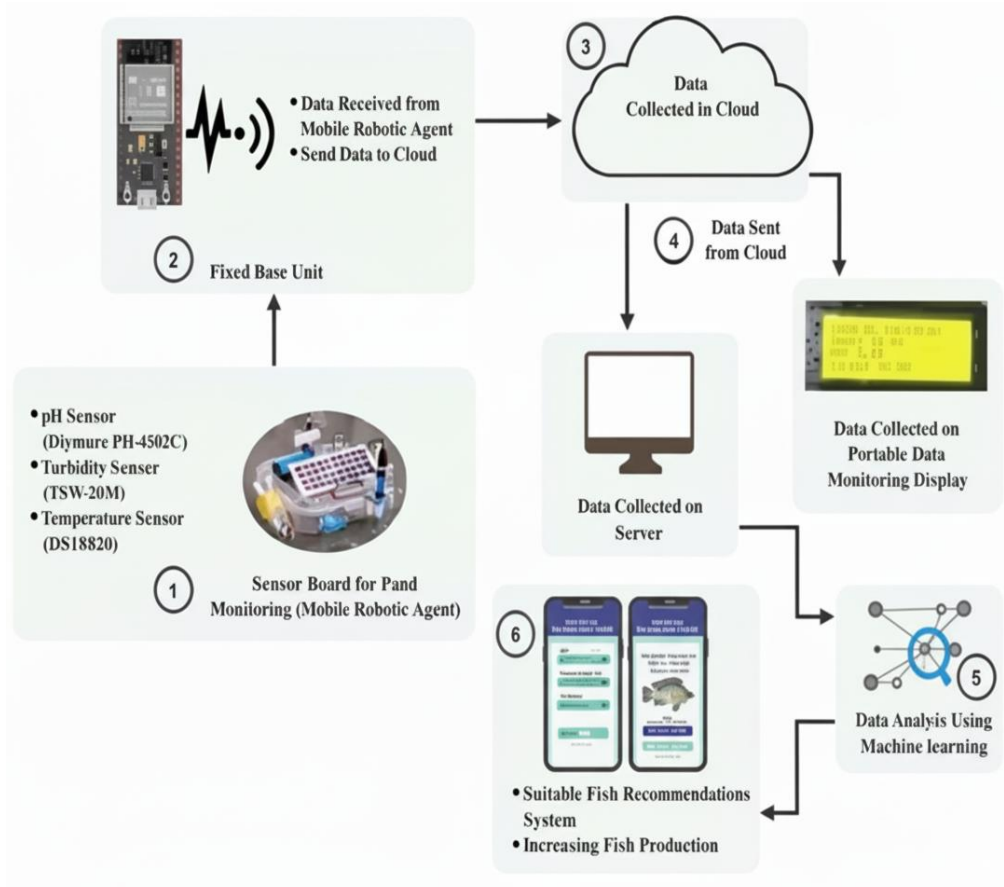 • Data Received from
Mobile Robotic Agent
• Send Data to Cloud
2
Fixed Base Unit
3
Data
Collected in Cloud
4
Data Sent
from Cloud
• pH Sensor
(Diymure PH-4502C)
• Turbidity Senser
(TSW-20M)
• Temperature Sensor
(DS18820)
1
Sensor Board for Pand
Monitoring (Mobile Robotic Agent)
Data Collected on
Server
Data Collected on
Portable Data
Monitoring Display
5
Data Analysis Using
Machine learning
6
• Suitable Fish Recommendations
System
• Increasing Fish Production